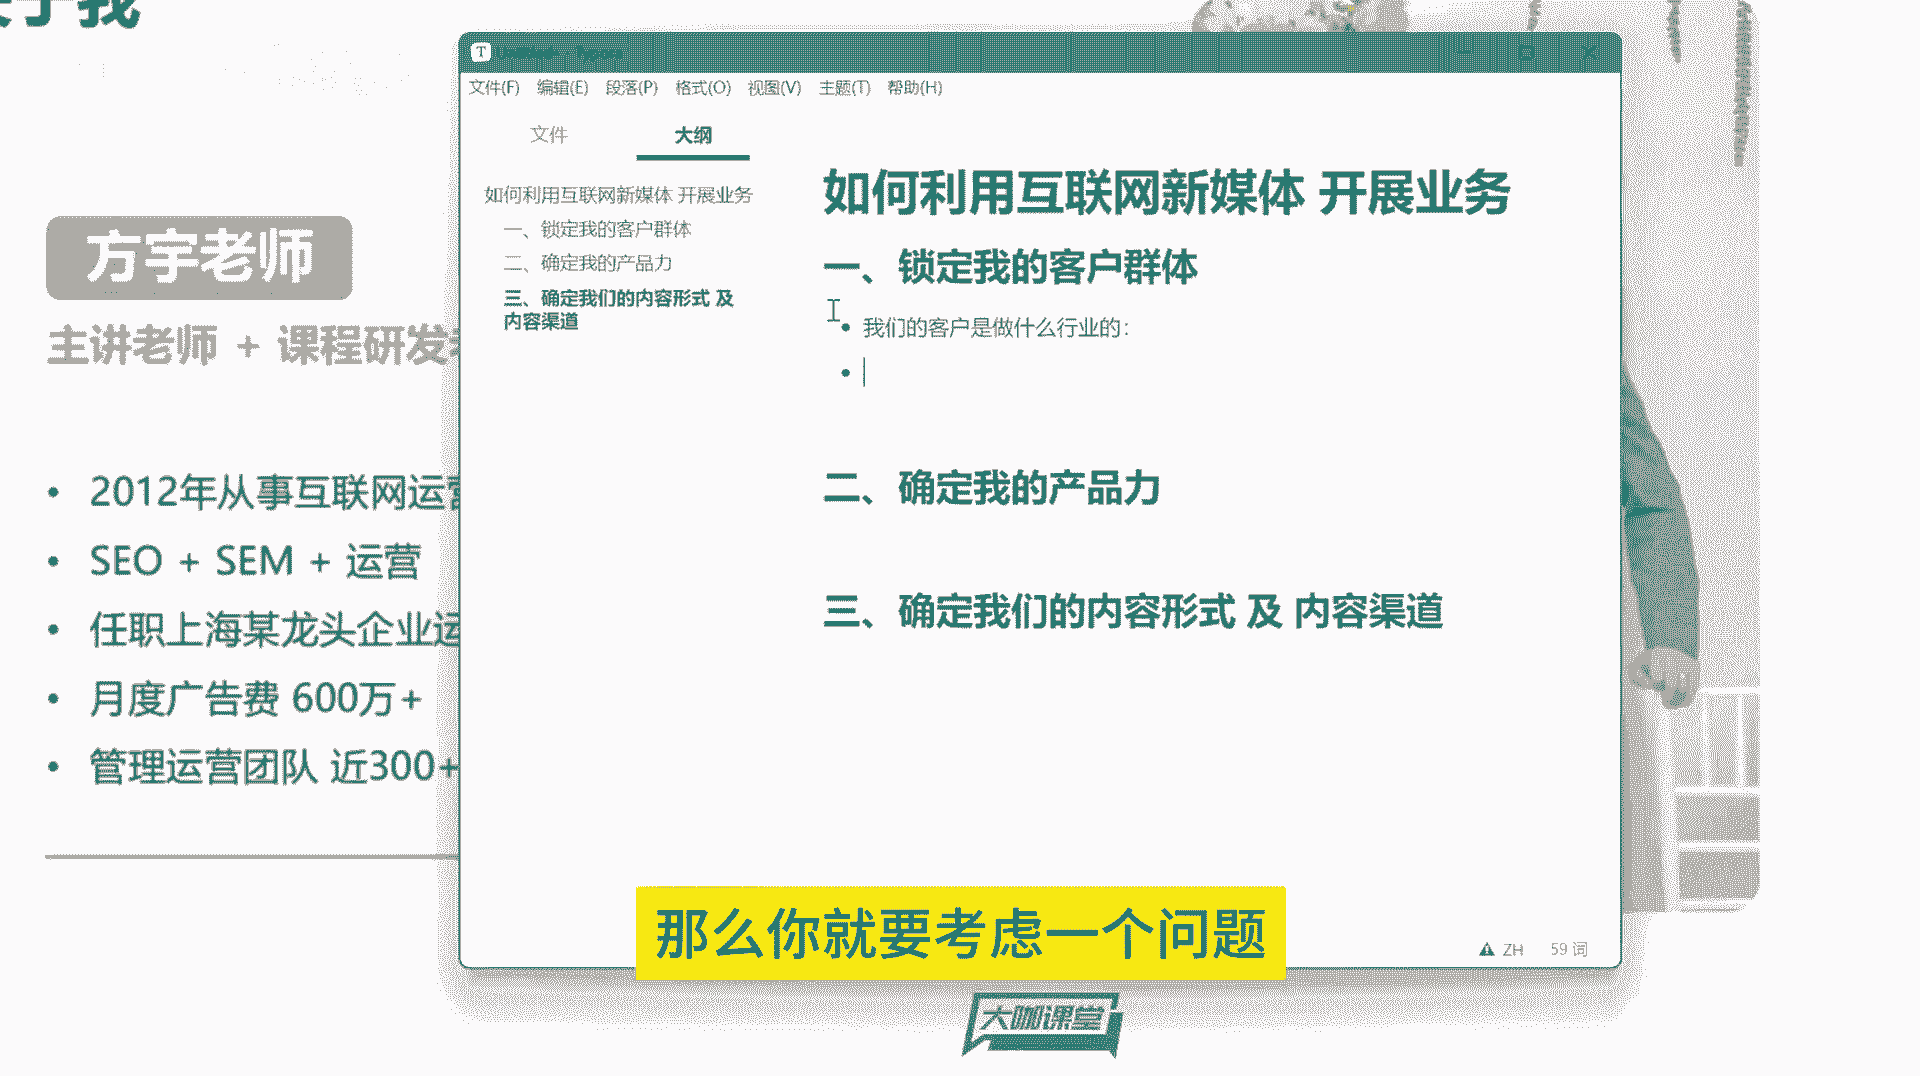 方宇老师
主讲老师 + 课程研发
2012年从事互联网运营
SEO + SEM + 运营
任职上海某龙头企业运
月度广告费 600万+
管理运营团队 近300+
T
文件(F) 编辑(E) 段落(P) 格式(O) 视图(V) 主题(T) 帮助(H)
文件 大纲
如何利用互联网新媒体 开展业务
一、锁定我的客户群体
二、确定我的产品力
三、确定我们的内容形式 及
内容渠道
如何利用互联网新媒体 开展业务
一、锁定我的客户群体
我们的客户是做什么行业的：
二、确定我的产品力
三、确定我们的内容形式 及 内容渠道
ZH 59 词
那么你就要考虑一个问题
大咖课堂